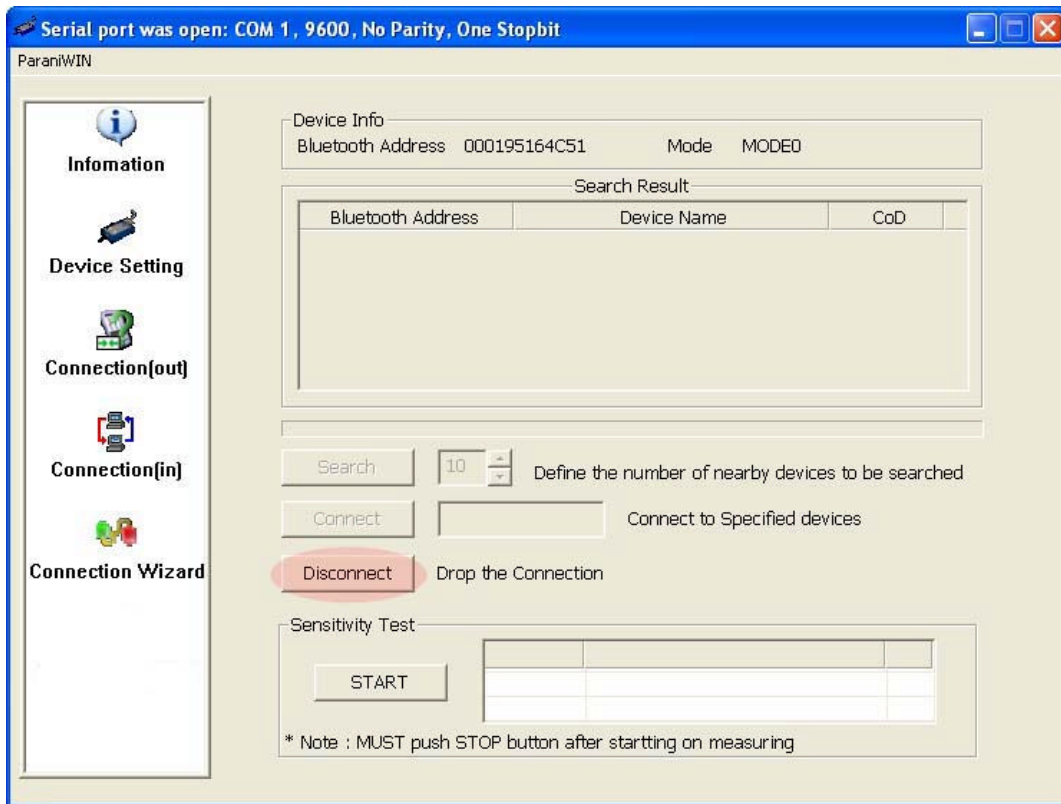 Serial port was open: COM 1, 9600, No Parity, One Stopbit
ParaniWIN
Infomation
Device Setting
Connection(out)
Connection(in)
Connection Wizard
Device Info
Bluetooth Address 000195164C51 Mode MODE0
Search Result
Bluetooth Address Device Name CoD
Search 10 Define the number of nearby devices to be searched
Connect Connect to Specified devices
Disconnect Drop the Connection
Sensitivity Test
START
* Note : MUST push STOP button after startting on measuring